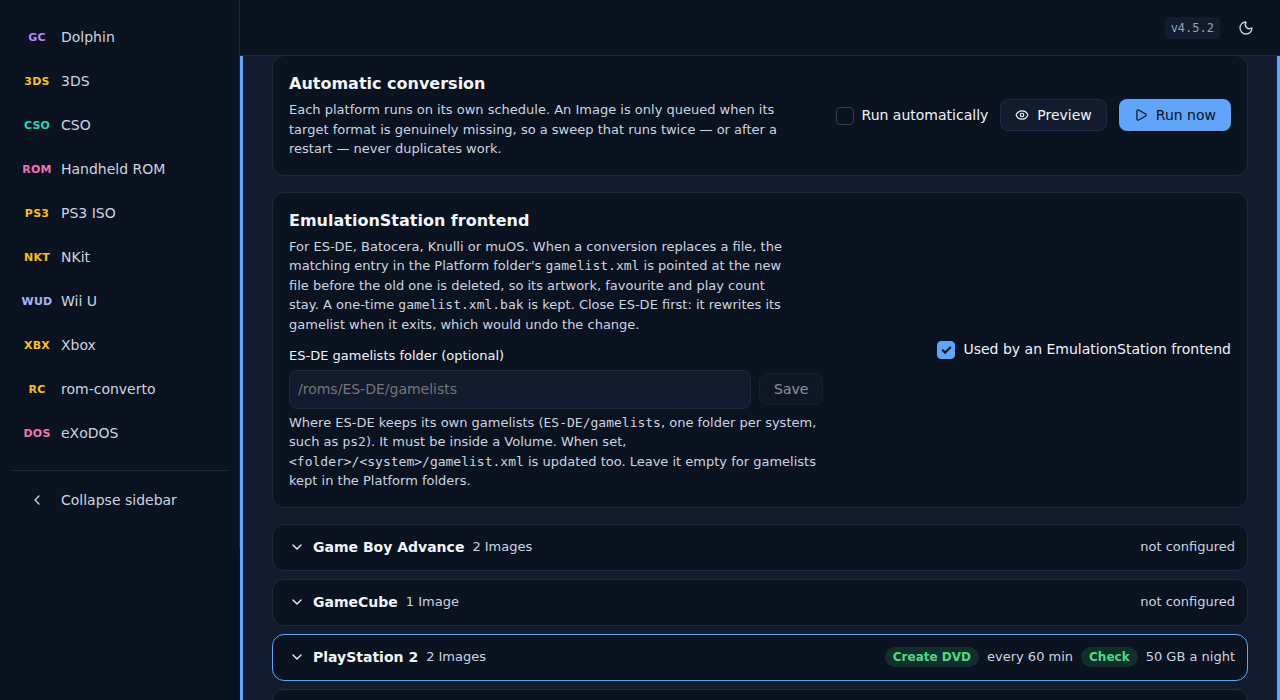 GC Dolphin
3DS 3DS
CSO CSO
ROM Handheld ROM
PS3 PS3 ISO
NKT NKit
WUD Wii U
XBX Xbox
RC rom-converto
DOS eXoDOS
Collapse sidebar
v4.5.2
Automatic conversion
Each platform runs on its own schedule. An Image is only queued when its
target format is genuinely missing, so a sweep that runs twice — or after a
restart — never duplicates work.
Run automatically
Preview
Run now
EmulationStation frontend
For ES-DE, Batocera, Knulli or muOS. When a conversion replaces a file, the
matching entry in the Platform folder's gamelist.xml is pointed at the new
file before the old one is deleted, so its artwork, favourite and play count
stay. A one-time gamelist.xml.bak is kept. Close ES-DE first: it rewrites its
gamelist when it exits, which would undo the change.
ES-DE gamelists folder (optional)
/roms/ES-DE/gamelists
Save
Where ES-DE keeps its own gamelists (ES-DE/gamelists, one folder per system,
such as ps2). It must be inside a Volume. When set,
<folder>/<system>/gamelist.xml is updated too. Leave it empty for gamelists
kept in the Platform folders.
Used by an EmulationStation frontend
Game Boy Advance 2 Images not configured
GameCube 1 Image not configured
PlayStation 2 2 Images Create DVD every 60 min Check 50 GB a night